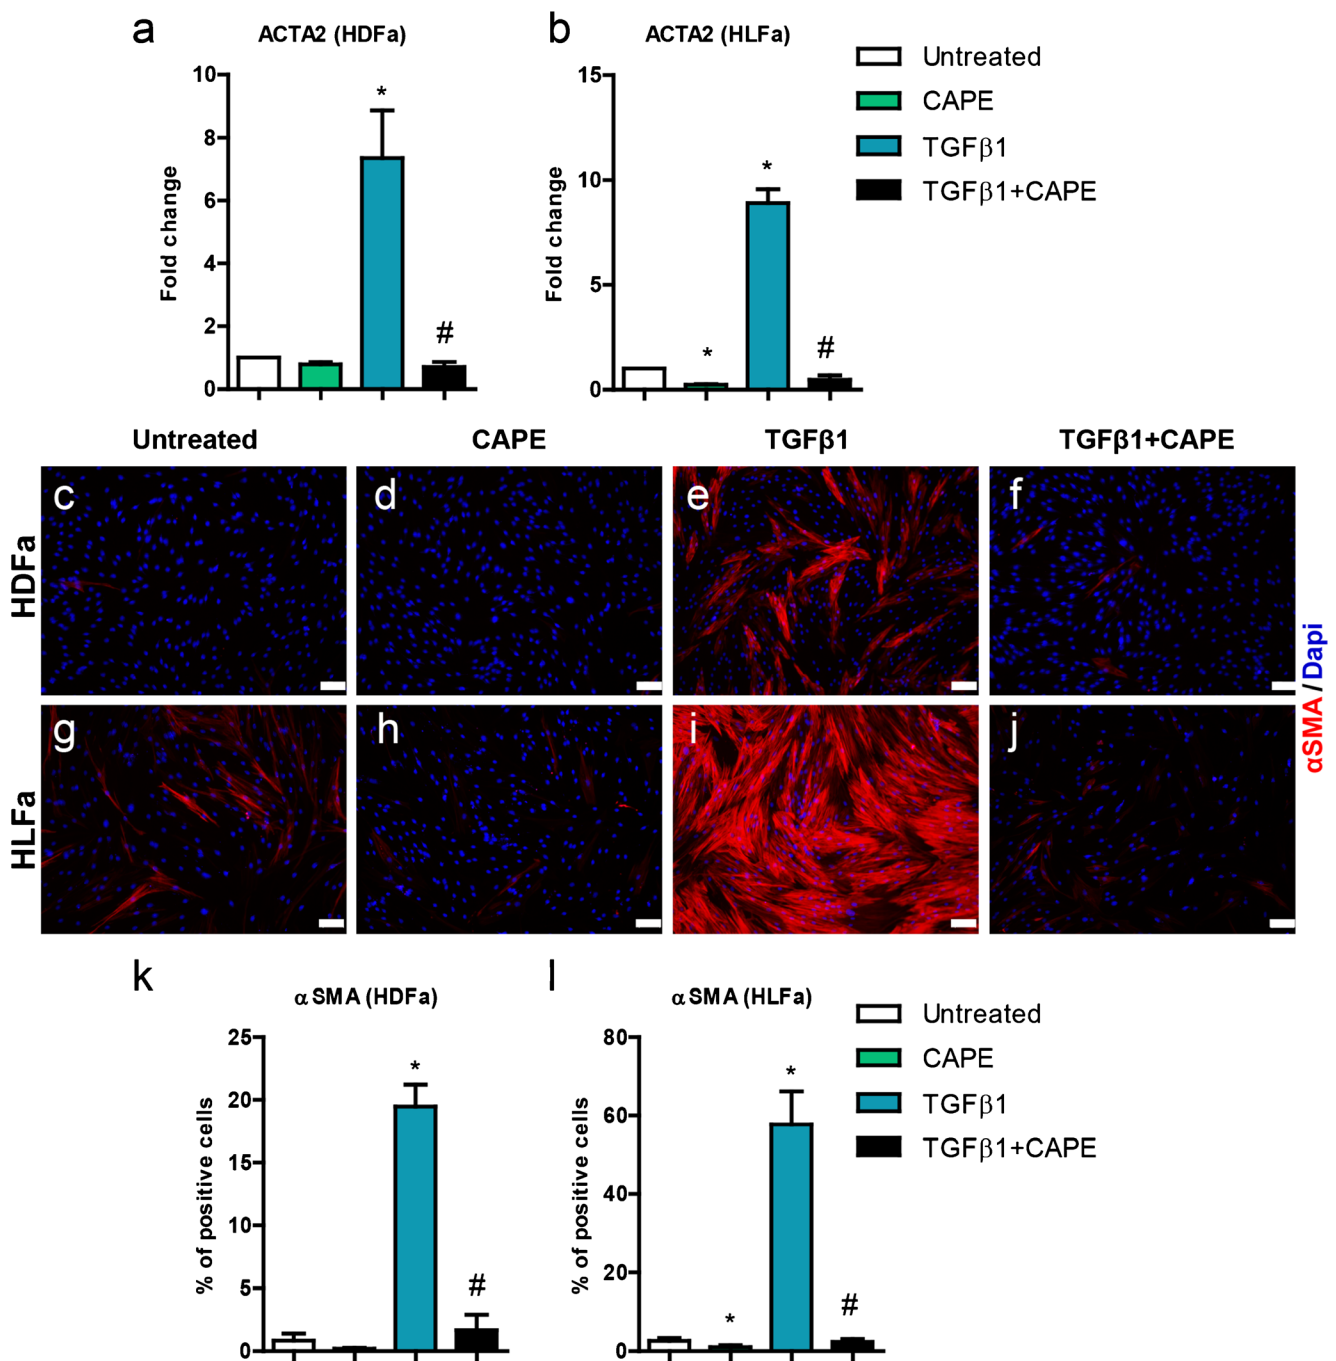 a
ACTA2 (HDFa)
Fold change
10
8
6
4
2
0
*
#
b
ACTA2 (HLFa)
Fold change
15
10
5
0
*
*
#
Untreated
CAPE
TGFβ1
TGFβ1+CAPE
Untreated
CAPE
TGFβ1
TGFβ1+CAPE
HDFa
c
d
e
f
HLFa
g
h
i
j
αSMA / Dapi
k
αSMA (HDFa)
% of positive cells
25
20
15
10
5
0
*
#
l
αSMA (HLFa)
% of positive cells
80
60
40
20
0
*
*
#
Untreated
CAPE
TGFβ1
TGFβ1+CAPE